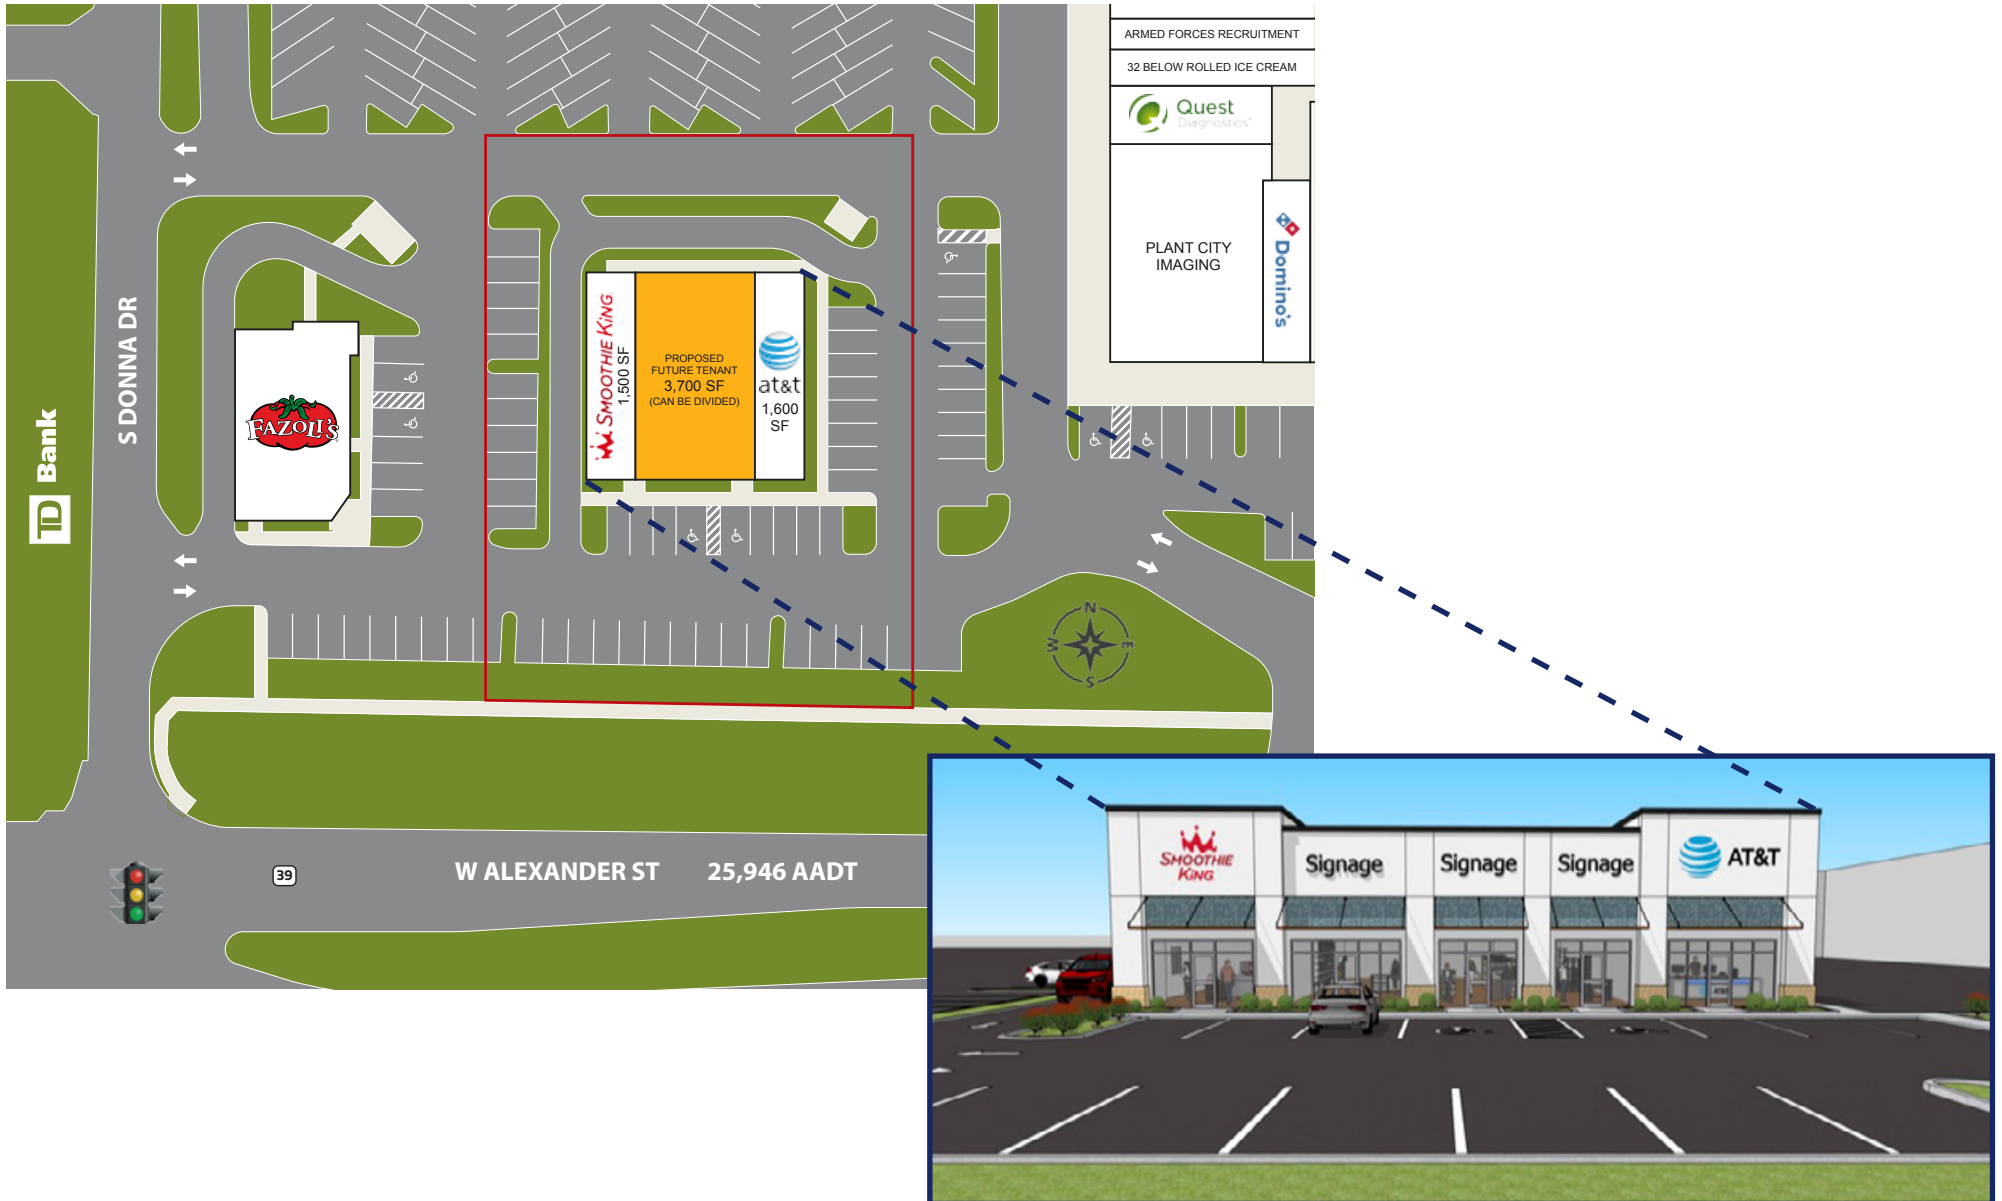 ARMED FORCES RECRUITMENT
32 BELOW ROLLED ICE CREAM
Quest
Diagnostics
PLANT CITY
IMAGING
Domino's
S DONNA DR
TD Bank
FAZOLI'S
SMOOTHIE KING
1,500 SF
PROPOSED
FUTURE TENANT
3,700 SF
(CAN BE DIVIDED)
at&t
1,600
SF
N
W
E
S
39
W ALEXANDER ST 25,946 AADT
SMOOTHIE
KING
Signage
Signage
Signage
AT&T